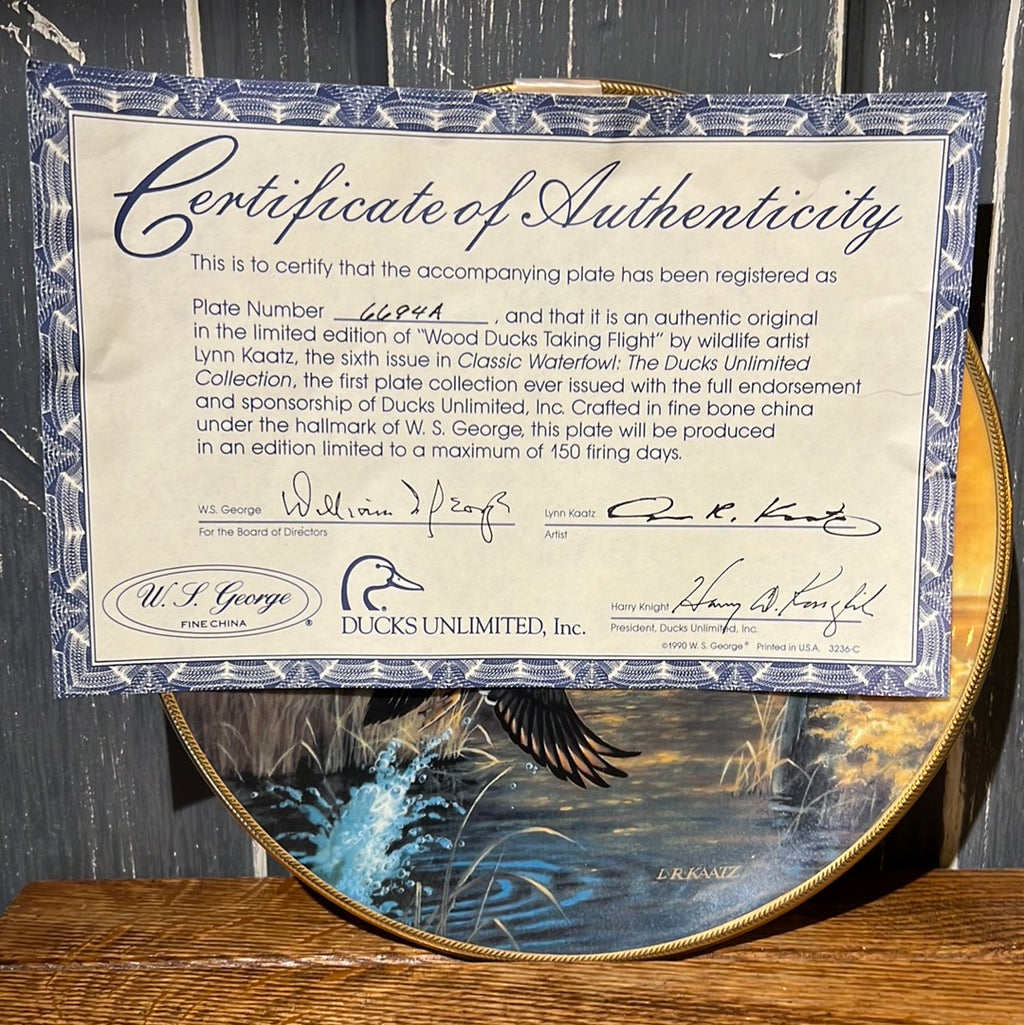 Certificate of Authenticity
This is to certify that the accompanying plate has been registered as
Plate Number 6694A, and that it is an authentic original
in the limited edition of "Wood Ducks Taking Flight" by wildlife artist
Lynn Kaatz, the sixth issue in Classic Waterfowl: The Ducks Unlimited
Collection, the first plate collection ever issued with the full endorsement
and sponsorship of Ducks Unlimited, Inc. Crafted in fine bone china
under the hallmark of W. S. George, this plate will be produced
in an edition limited to a maximum of 150 firing days.
W.S. George William S George
For the Board of Directors
Lynn Kaatz R. Kaatz
Artist
W. S. George
FINE CHINA ®
DUCKS UNLIMITED, Inc.
Harry Knight Harry D. Knight
President, Ducks Unlimited, Inc.
©1990 W. S. George® Printed in U.S.A. 3236-C
L·R·KAATZ